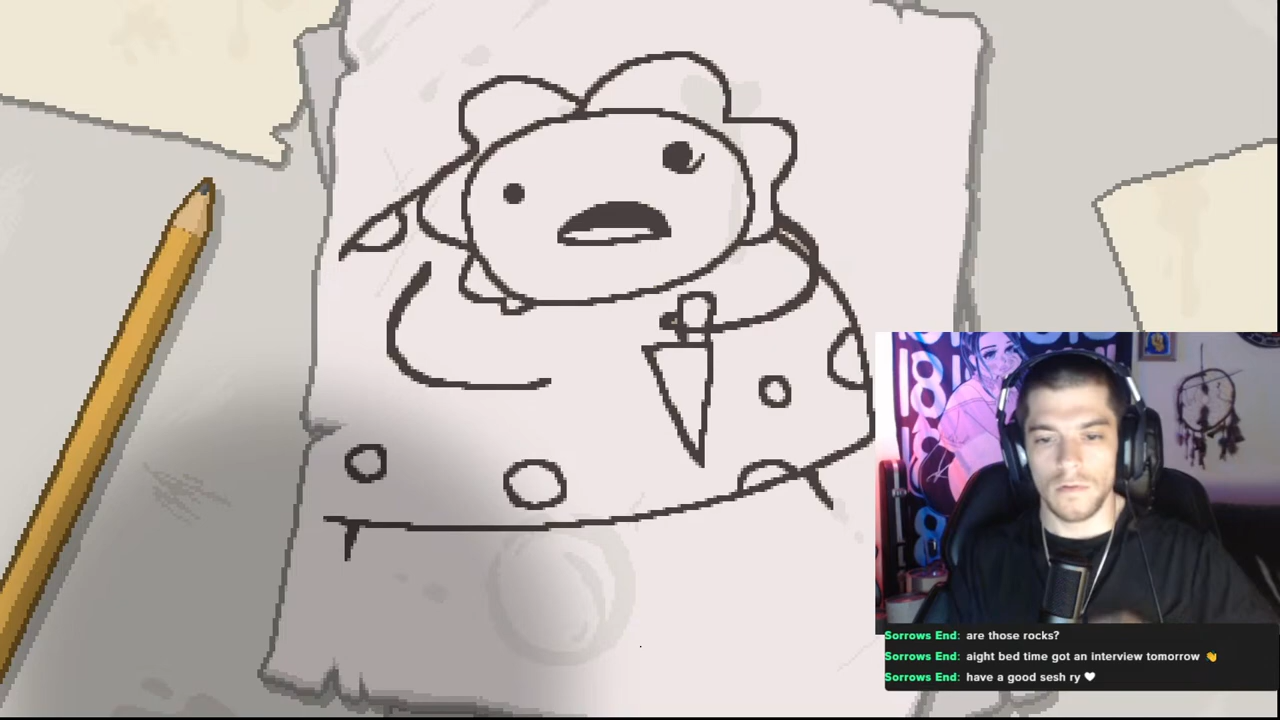 Sorrows End: are those rocks?
Sorrows End: aight bed time got an interview tomorrow 👏
Sorrows End: have a good sesh ry 🤍